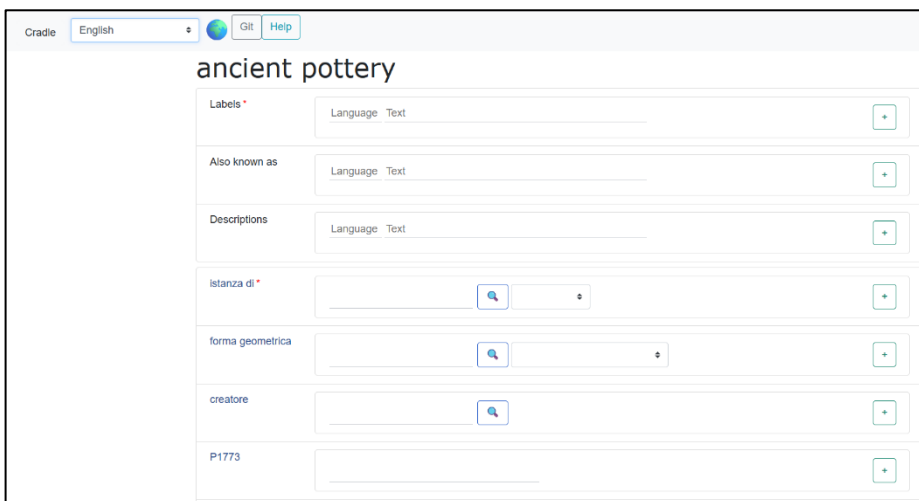 Cradle English Git Help
ancient pottery
Labels *
Language Text +
Also known as
Language Text +
Descriptions
Language Text +
istanza di *
+
forma geometrica
+
creatore
+
P1773
+